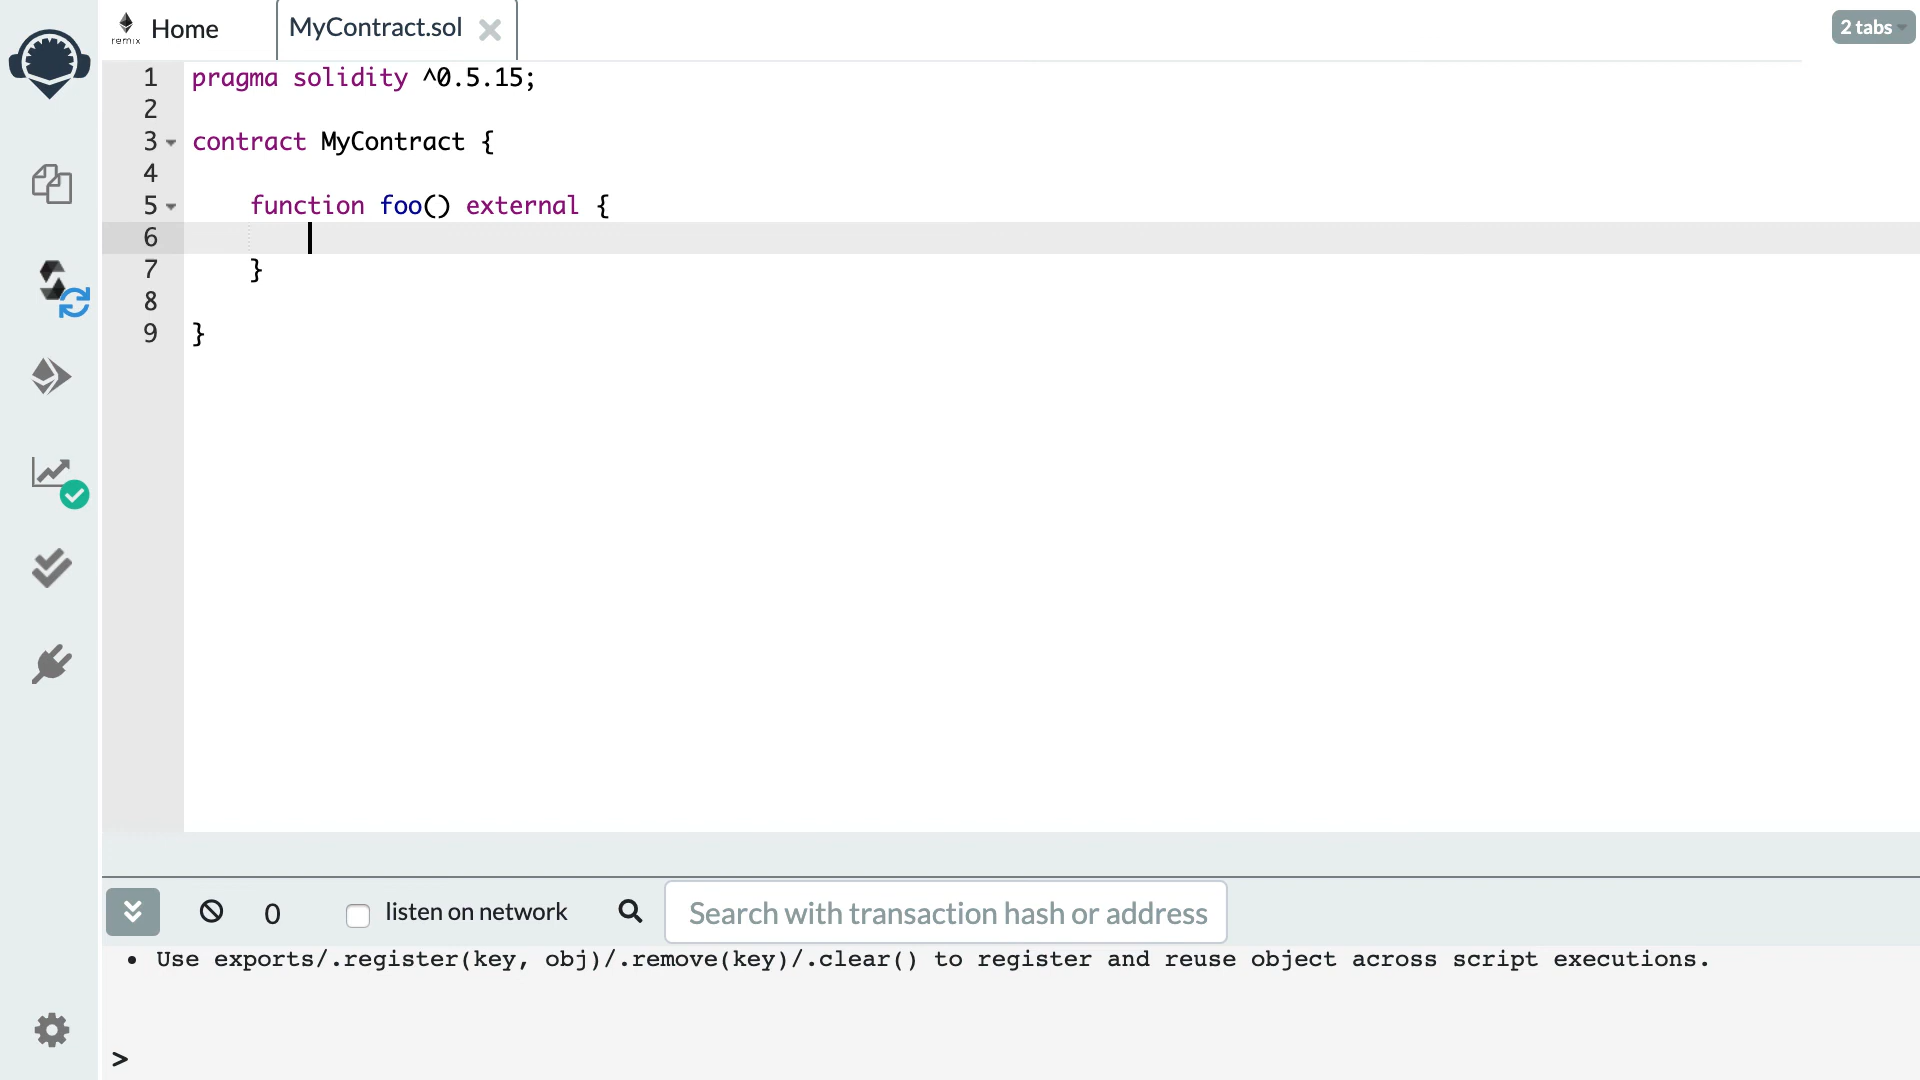 remix Home MyContract.sol 2 tabs
1 pragma solidity ^0.5.15;
2
3 contract MyContract {
4
5 function foo() external {
6
7 }
8
9 }
0 listen on network Search with transaction hash or address
• Use exports/.register(key, obj)/.remove(key)/.clear() to register and reuse object across script executions.
>